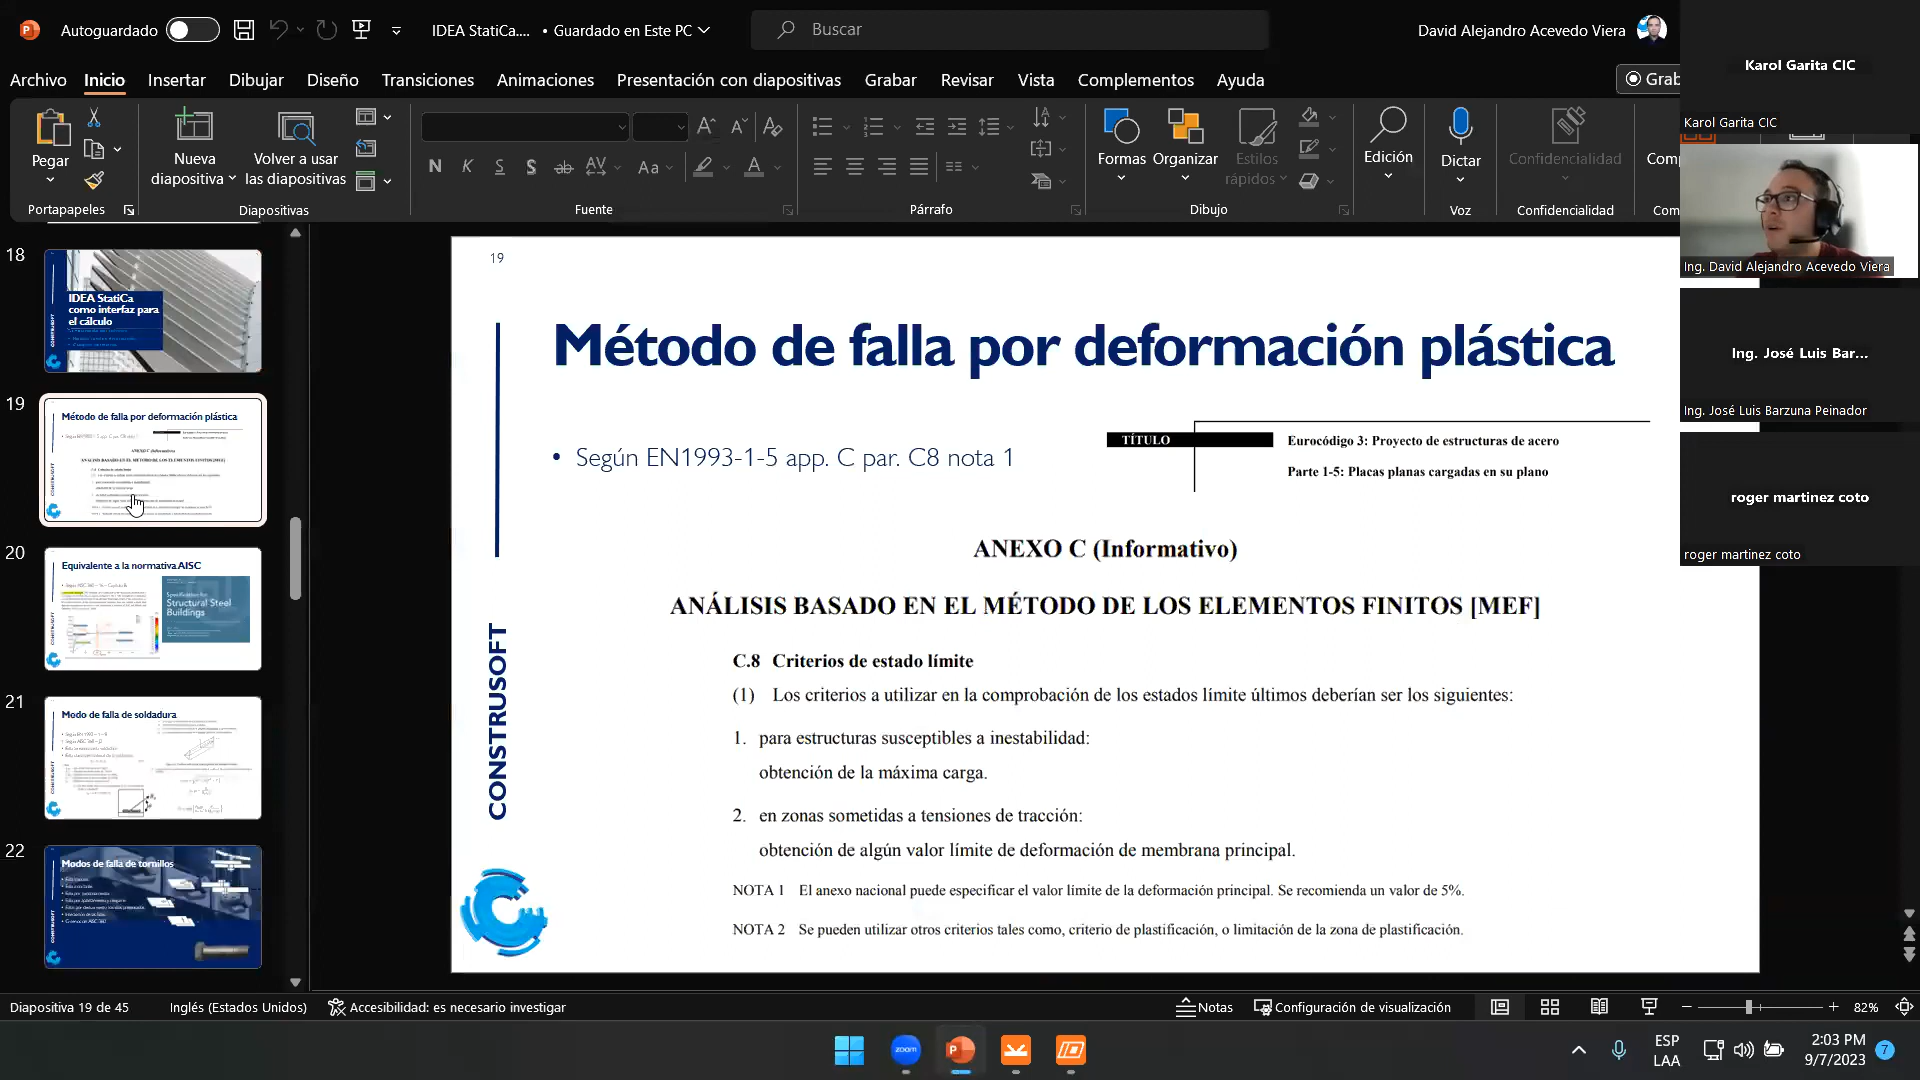 Autoguardado
IDEA StatiCa.... • Guardado en Este PC
Buscar
David Alejandro Acevedo Viera
Archivo Inicio Insertar Dibujar Diseño Transiciones Animaciones Presentación con diapositivas Grabar Revisar Vista Complementos Ayuda
Grab
Pegar
Nueva diapositiva
Volver a usar las diapositivas
Formas
Organizar
Estilos rápidos
Edición
Dictar
Confidencialidad
Comp
Portapapeles
Diapositivas
Fuente
Párrafo
Dibujo
Voz
Confidencialidad
Com
Karol Garita CIC
Karol Garita CIC
Ing. David Alejandro Acevedo Viera
Ing. José Luis Bar...
Ing. José Luis Barzuna Peinador
roger martinez coto
roger martinez coto
18
IDEA StatiCa
como interfaz para
el cálculo
19
Método de falla por deformación plástica
20
Equivalente a la normativa AISC
Specification for
Structural Steel
Buildings
21
Modo de falla de soldadura
22
Modos de falla de tornillos
19
Método de falla por deformación plástica
• Según EN1993-1-5 app. C par. C8 nota 1
TÍTULO
Eurocódigo 3: Proyecto de estructuras de acero
Parte 1-5: Placas planas cargadas en su plano
ANEXO C (Informativo)
ANÁLISIS BASADO EN EL MÉTODO DE LOS ELEMENTOS FINITOS [MEF]
C.8 Criterios de estado límite
(1) Los criterios a utilizar en la comprobación de los estados límite últimos deberían ser los siguientes:
1. para estructuras susceptibles a inestabilidad:
obtención de la máxima carga.
2. en zonas sometidas a tensiones de tracción:
obtención de algún valor límite de deformación de membrana principal.
NOTA 1 El anexo nacional puede especificar el valor límite de la deformación principal. Se recomienda un valor de 5%.
NOTA 2 Se pueden utilizar otros criterios tales como, criterio de plastificación, o limitación de la zona de plastificación.
CONSTRUSOFT
Diapositiva 19 de 45
Inglés (Estados Unidos)
Accesibilidad: es necesario investigar
Notas
Configuración de visualización
82%
zoom
ESP
LAA
2:03 PM
9/7/2023
7